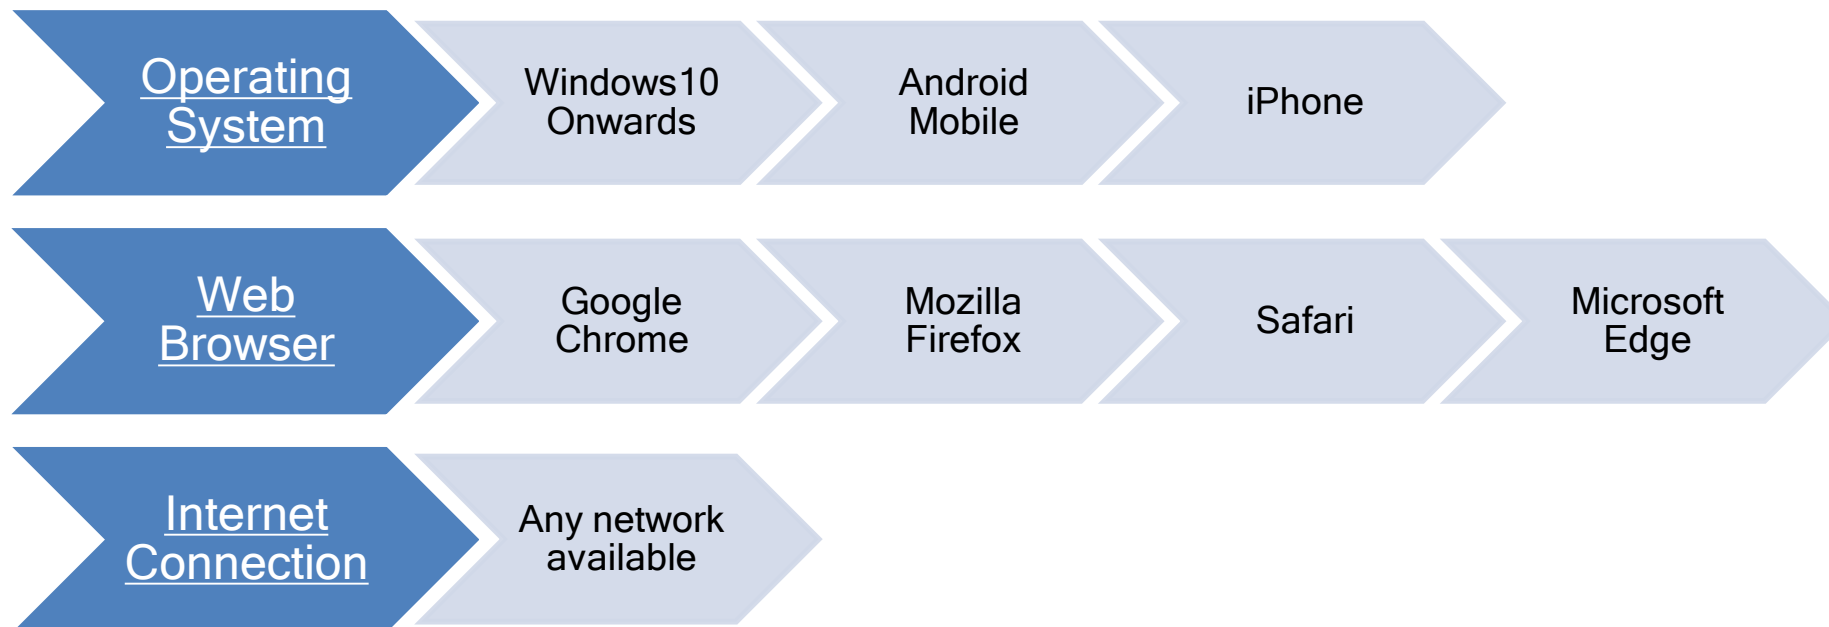 Operating
System
Windows10
Onwards
Android
Mobile
iPhone
Web
Browser
Google
Chrome
Mozilla
Firefox
Safari
Microsoft
Edge
Internet
Connection
Any network
available